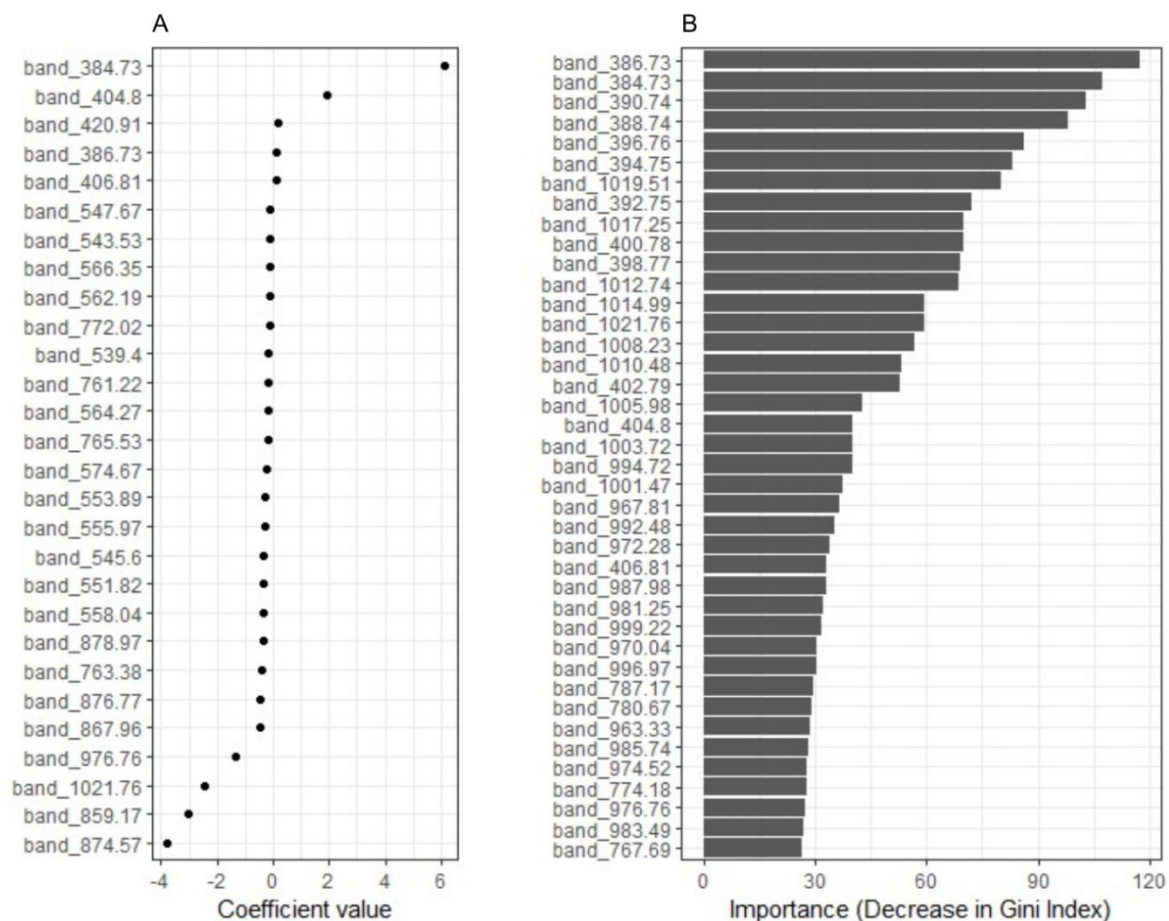 A
band_384.73
band_404.8
band_420.91
band_386.73
band_406.81
band_547.67
band_543.53
band_566.35
band_562.19
band_772.02
band_539.4
band_761.22
band_564.27
band_765.53
band_574.67
band_553.89
band_555.97
band_545.6
band_551.82
band_558.04
band_878.97
band_763.38
band_876.77
band_867.96
band_976.76
band_1021.76
band_859.17
band_874.57
-4 -2 0 2 4 6
Coefficient value
B
band_386.73
band_384.73
band_390.74
band_388.74
band_396.76
band_394.75
band_1019.51
band_392.75
band_1017.25
band_400.78
band_398.77
band_1012.74
band_1014.99
band_1021.76
band_1008.23
band_1010.48
band_402.79
band_1005.98
band_404.8
band_1003.72
band_994.72
band_1001.47
band_967.81
band_992.48
band_972.28
band_406.81
band_987.98
band_981.25
band_999.22
band_970.04
band_996.97
band_787.17
band_780.67
band_963.33
band_985.74
band_974.52
band_774.18
band_976.76
band_983.49
band_767.69
0 30 60 90 120
Importance (Decrease in Gini Index)